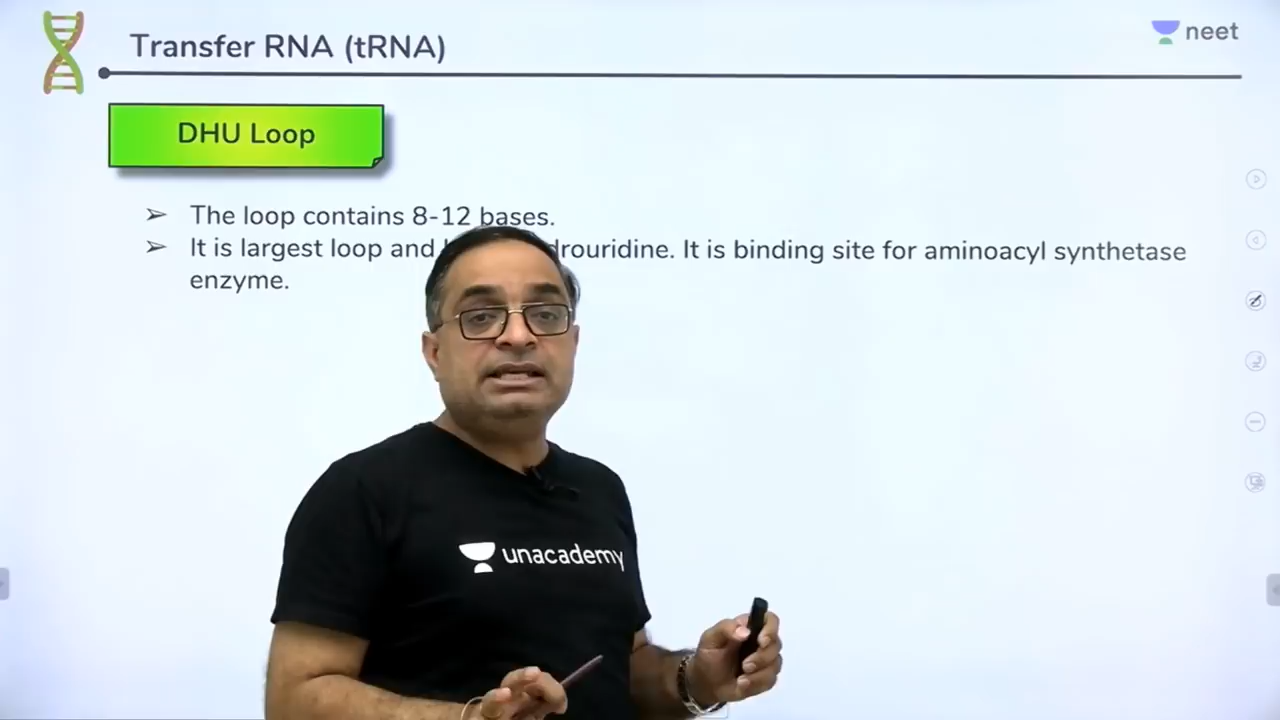 Transfer RNA (tRNA)
neet
DHU Loop
➢ The loop contains 8-12 bases.
➢ It is largest loop and drouridine. It is binding site for aminoacyl synthetase
enzyme.
unacademy